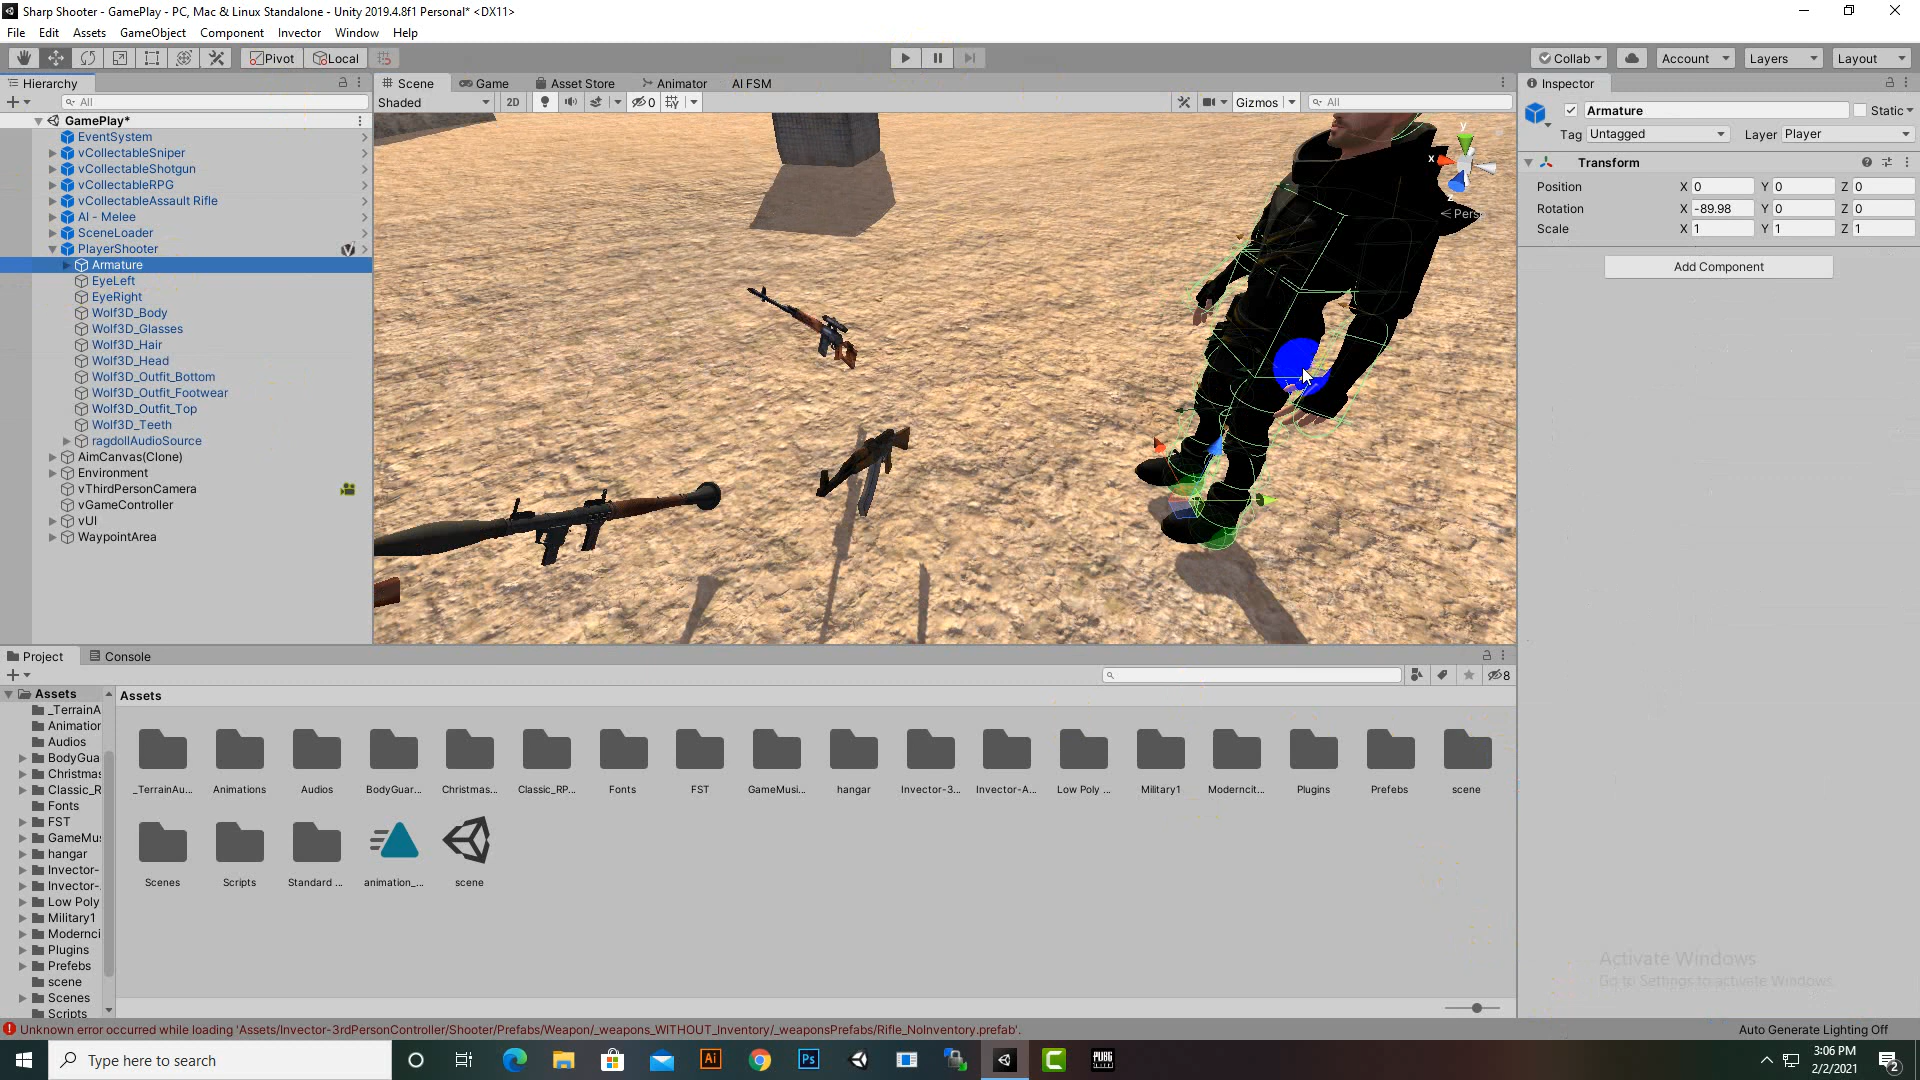 Sharp Shooter - GamePlay - PC, Mac & Linux Standalone - Unity 2019.4.8f1 Personal* <DX11>
File Edit Assets GameObject Component Invector Window Help
Pivot Local Collab Account Layers Layout
Hierarchy
All
GamePlay*
EventSystem
vCollectableSniper
vCollectableShotgun
vCollectableRPG
vCollectableAssault Rifle
AI - Melee
SceneLoader
PlayerShooter
Armature
EyeLeft
EyeRight
Wolf3D_Body
Wolf3D_Glasses
Wolf3D_Hair
Wolf3D_Head
Wolf3D_Outfit_Bottom
Wolf3D_Outfit_Footwear
Wolf3D_Outfit_Top
Wolf3D_Teeth
ragdollAudioSource
AimCanvas(Clone)
Environment
vThirdPersonCamera
vGameController
vUI
WaypointArea
Scene Game Asset Store Animator AI FSM
Shaded 2D 0 Gizmos All
y
x
z
Persp
Inspector
Armature Static
Tag Untagged Layer Player
Transform
Position X 0 Y 0 Z 0
Rotation X -89.98 Y 0 Z 0
Scale X 1 Y 1 Z 1
Add Component
Project Console
8
Assets
_TerrainA
Animation
Audios
BodyGua
Christmas
Classic_R
Fonts
FST
GameMus
hangar
Invector-
Invector-
Low Poly
Military1
Modernci
Plugins
Prefebs
scene
Scenes
Scripts
Assets
_TerrainAu... Animations Audios BodyGuar... Christmas... Classic_RP... Fonts FST GameMusi... hangar Invector-3... Invector-A... Low Poly ... Military1 Moderncit... Plugins Prefebs scene
Scenes Scripts Standard ... animation_... scene
Activate Windows
Go to Settings to activate Windows.
Unknown error occurred while loading 'Assets/Invector-3rdPersonController/Shooter/Prefabs/Weapon/_weapons_WITHOUT_Inventory/_weaponsPrefabs/Rifle_NoInventory.prefab'.
Auto Generate Lighting Off
Type here to search
Ai
Ps
PUBG
3:06 PM
2/2/2021
2